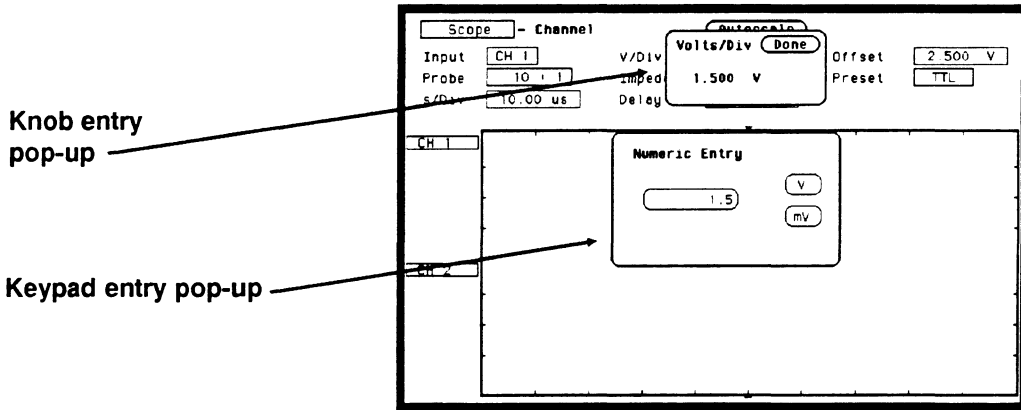 Scope - Channel
Autoscale
Input CH 1 V/Div Volts/Div Done Offset 2.500 V
Probe 10 : 1 Imped 1.500 V Preset TTL
s/Div 10.00 us Delay
Knob entry
pop-up
CH 1
Numeric Entry
1.5 V
mV
CH 2
Keypad entry pop-up